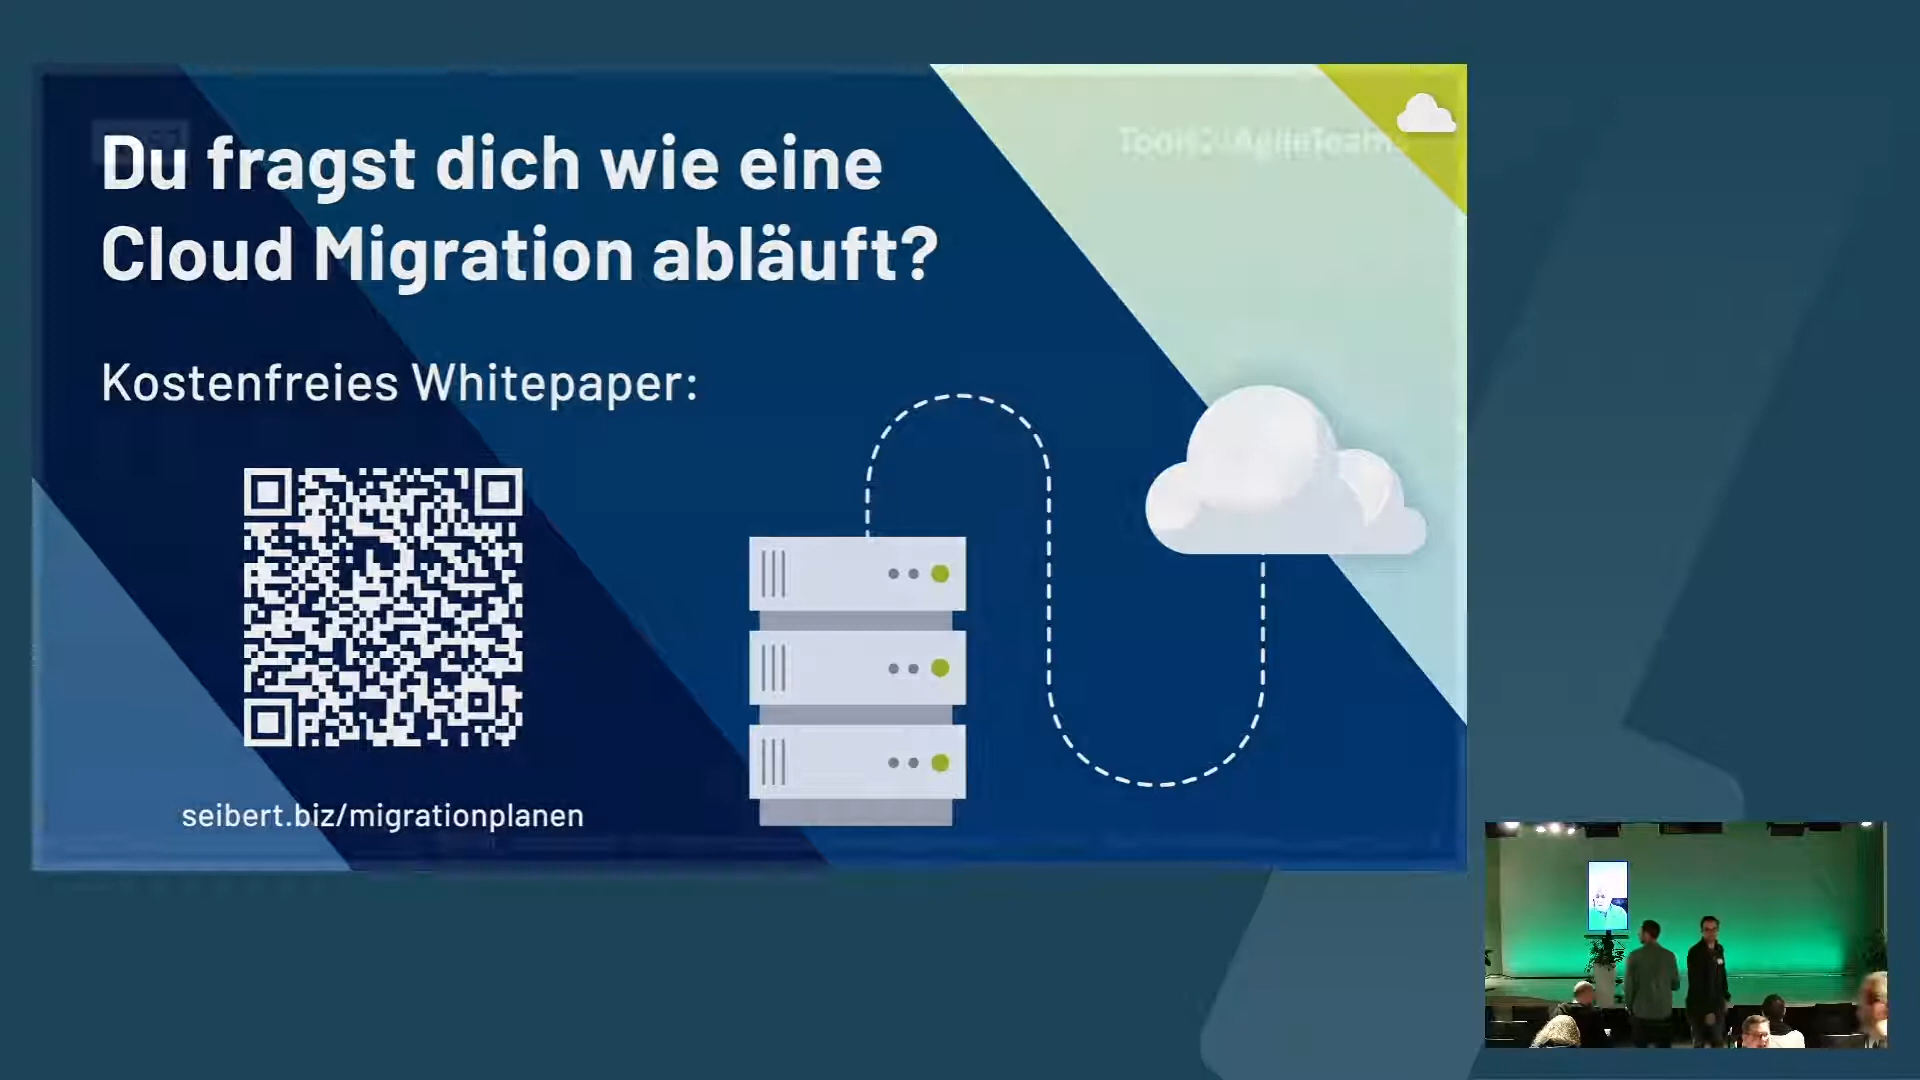 Du fragst dich wie eine
Cloud Migration abläuft?
Kostenfreies Whitepaper:
seibert.biz/migrationplanen